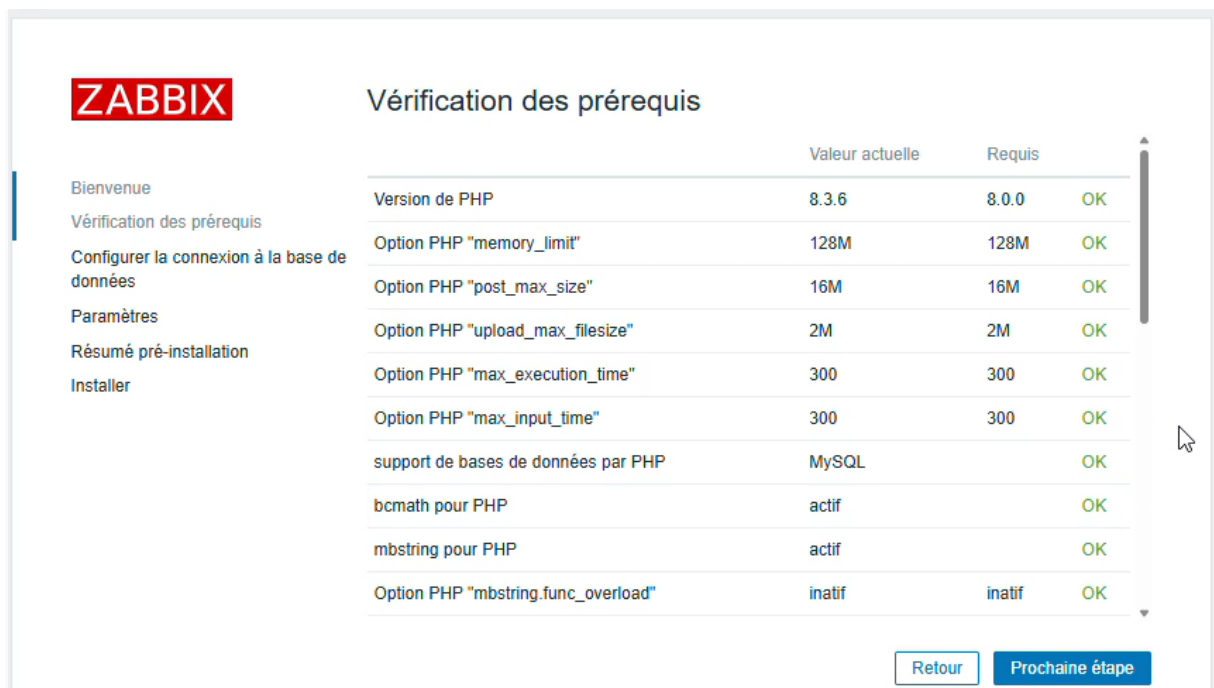 ZABBIX
Vérification des prérequis
Bienvenue
Vérification des prérequis
Configurer la connexion à la base de
données
Paramètres
Résumé pré-installation
Installer
Valeur actuelle Requis
Version de PHP 8.3.6 8.0.0 OK
Option PHP "memory_limit" 128M 128M OK
Option PHP "post_max_size" 16M 16M OK
Option PHP "upload_max_filesize" 2M 2M OK
Option PHP "max_execution_time" 300 300 OK
Option PHP "max_input_time" 300 300 OK
support de bases de données par PHP MySQL OK
bcmath pour PHP actif OK
mbstring pour PHP actif OK
Option PHP "mbstring.func_overload" inatif inatif OK
Retour Prochaine étape